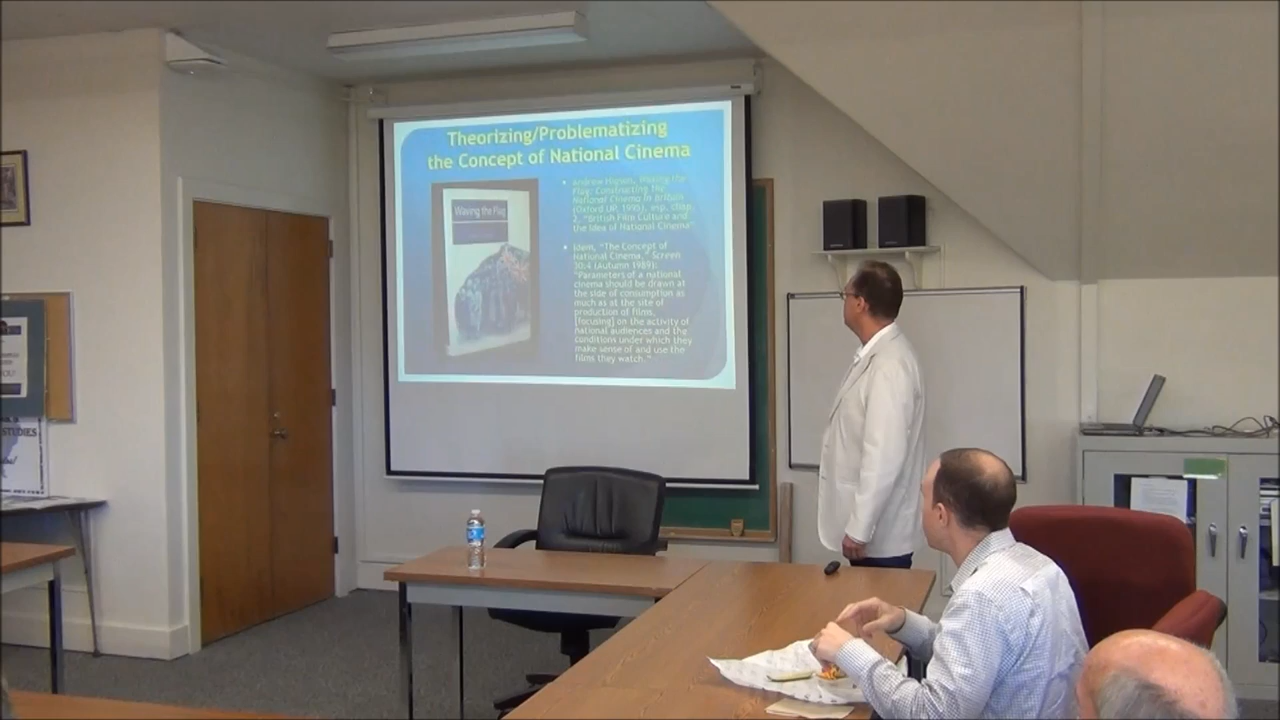 Theorizing/Problematizing
the Concept of National Cinema
Waving the Flag
• Andrew Higson, Waving the
Flag: Constructing the
National Cinema in Britain
(Oxford UP, 1995), esp. chap.
2, "British Film Culture and
the Idea of National Cinema"
• Idem, "The Concept of
National Cinema," Screen
30:4 (Autumn 1989):
"Parameters of a national
cinema should be drawn at
the side of consumption as
much as at the site of
production of films,
[focusing] on the activity of
national audiences and the
conditions under which they
make sense of and use the
films they watch."
STUDIES